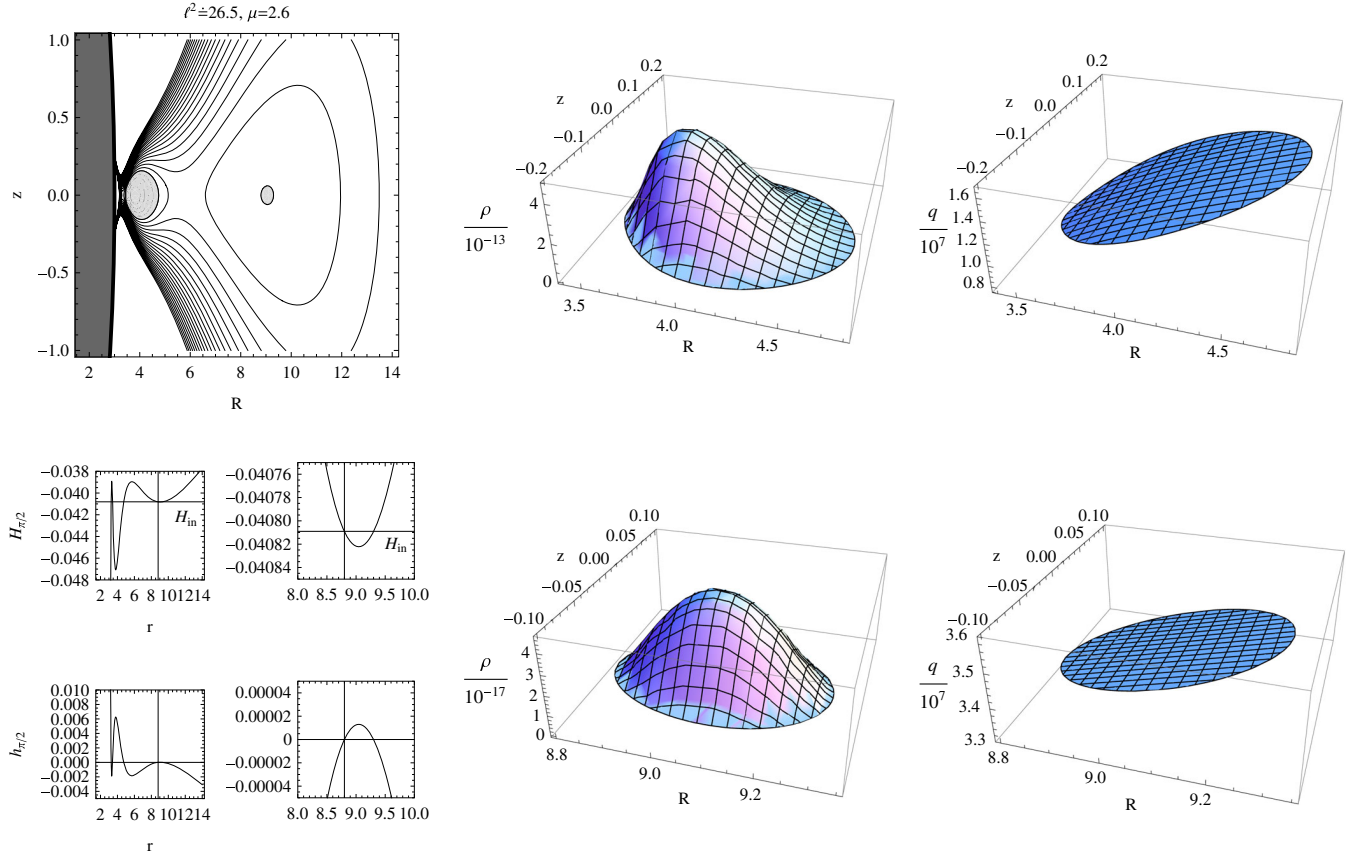 ℓ²≐26.5, μ=2.6
1.0
0.5
0.0
−0.5
−1.0
z
2 4 6 8 10 12 14
R
0.2
0.1
0.0
−0.1
−0.2
z
4
2
0
ρ
10⁻¹³
3.5 4.0 4.5
R
0.2
0.1
0.0
−0.1
−0.2
z
1.6
1.4
1.2
1.0
0.8
q
10⁷
3.5 4.0 4.5
R
−0.038
−0.040
−0.042
−0.044
−0.046
−0.048
H_{π/2}
H_in
2 4 6 8 10 12 14
r
−0.04076
−0.04078
−0.04080
−0.04082
−0.04084
H_in
8.0 8.5 9.0 9.5 10.0
0.010
0.008
0.006
0.004
0.002
0.000
−0.002
−0.004
h_{π/2}
2 4 6 8 10 12 14
r
0.00004
0.00002
0
−0.00002
−0.00004
8.0 8.5 9.0 9.5 10.0
0.10
0.05
0.00
−0.05
−0.10
z
4
3
2
1
0
ρ
10⁻¹⁷
8.8 9.0 9.2
R
0.10
0.05
0.00
−0.05
−0.10
z
3.6
3.5
3.4
3.3
q
10⁷
8.8 9.0 9.2
R